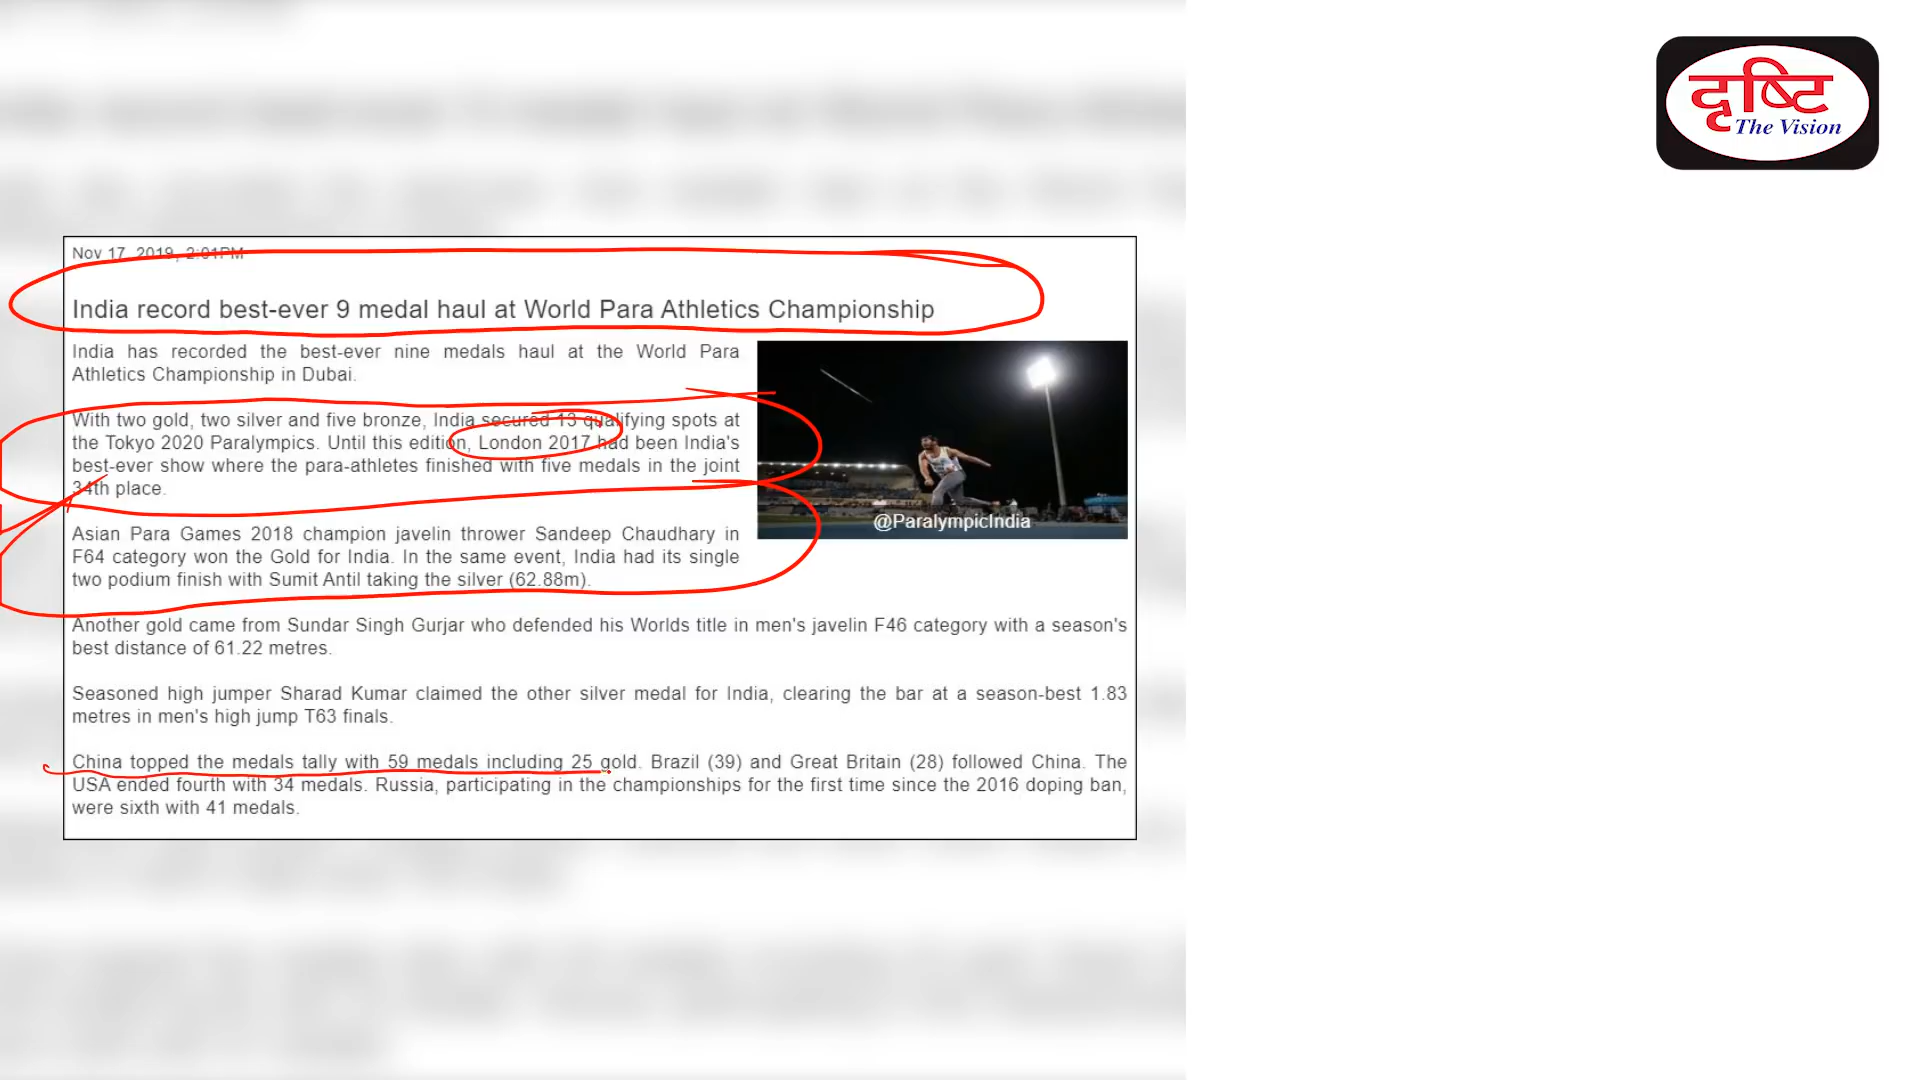 दृष्टि
The Vision
Nov 17, 2019, 2:01PM
India record best-ever 9 medal haul at World Para Athletics Championship
India has recorded the best-ever nine medals haul at the World Para
Athletics Championship in Dubai.
With two gold, two silver and five bronze, India secured 13 qualifying spots at
the Tokyo 2020 Paralympics. Until this edition, London 2017 had been India's
best-ever show where the para-athletes finished with five medals in the joint
34th place.
@ParalympicIndia
Asian Para Games 2018 champion javelin thrower Sandeep Chaudhary in
F64 category won the Gold for India. In the same event, India had its single
two podium finish with Sumit Antil taking the silver (62.88m).
Another gold came from Sundar Singh Gurjar who defended his Worlds title in men's javelin F46 category with a season's
best distance of 61.22 metres.
Seasoned high jumper Sharad Kumar claimed the other silver medal for India, clearing the bar at a season-best 1.83
metres in men's high jump T63 finals.
China topped the medals tally with 59 medals including 25 gold. Brazil (39) and Great Britain (28) followed China. The
USA ended fourth with 34 medals. Russia, participating in the championships for the first time since the 2016 doping ban,
were sixth with 41 medals.